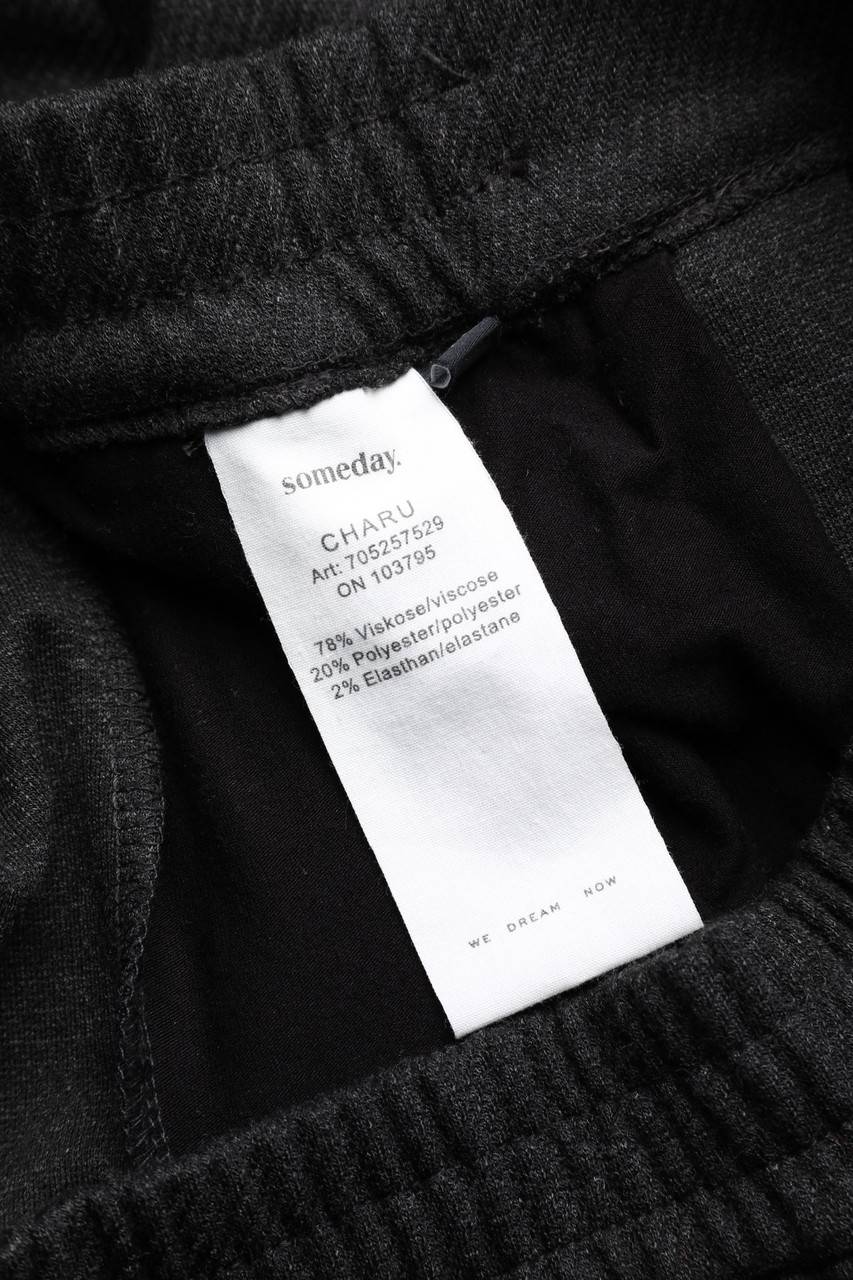 someday.
CHARU
Art: 705257529
ON 103795
78% Viskose/viscose
20% Polyester/polyester
2% Elasthan/elastane
WE DREAM NOW